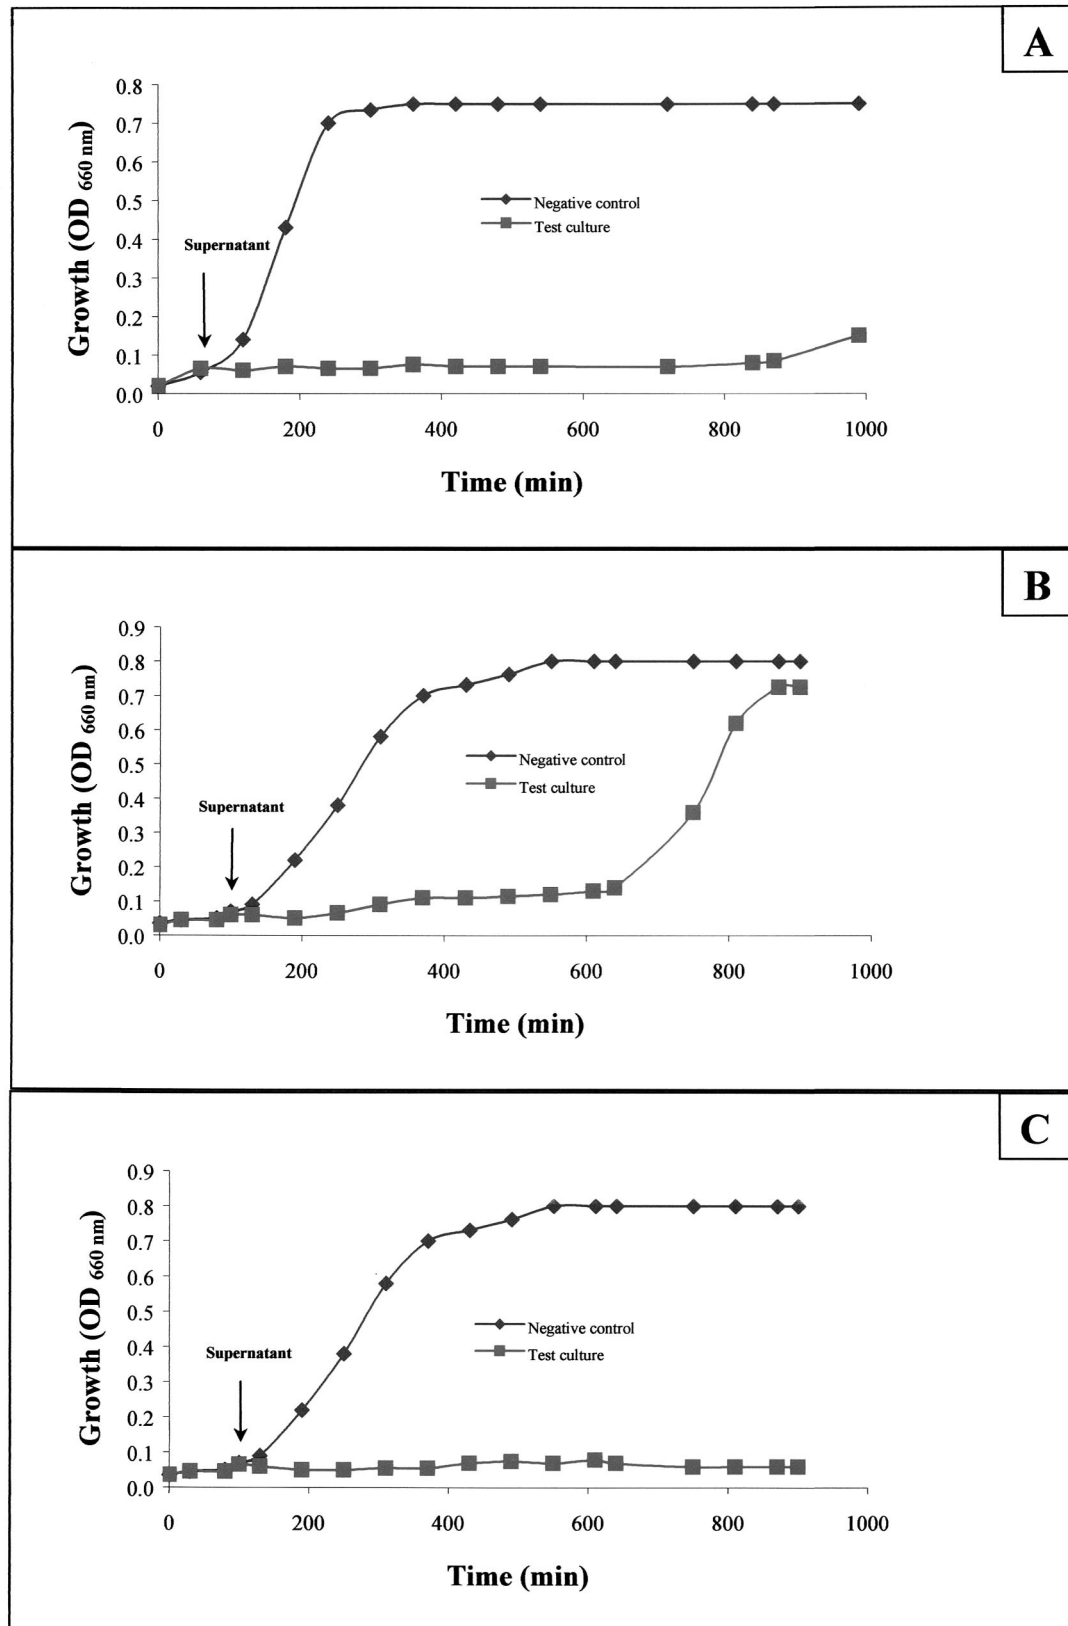 A
Growth (OD 660 nm)
0.8
0.7
0.6
0.5
0.4
0.3
0.2
0.1
0.0
Supernatant
Negative control
Test culture
0 200 400 600 800 1000
Time (min)
B
Growth (OD 660 nm)
0.9
0.8
0.7
0.6
0.5
0.4
0.3
0.2
0.1
0.0
Supernatant
Negative control
Test culture
0 200 400 600 800 1000
Time (min)
C
Growth (OD 660 nm)
0.9
0.8
0.7
0.6
0.5
0.4
0.3
0.2
0.1
0.0
Supernatant
Negative control
Test culture
0 200 400 600 800 1000
Time (min)